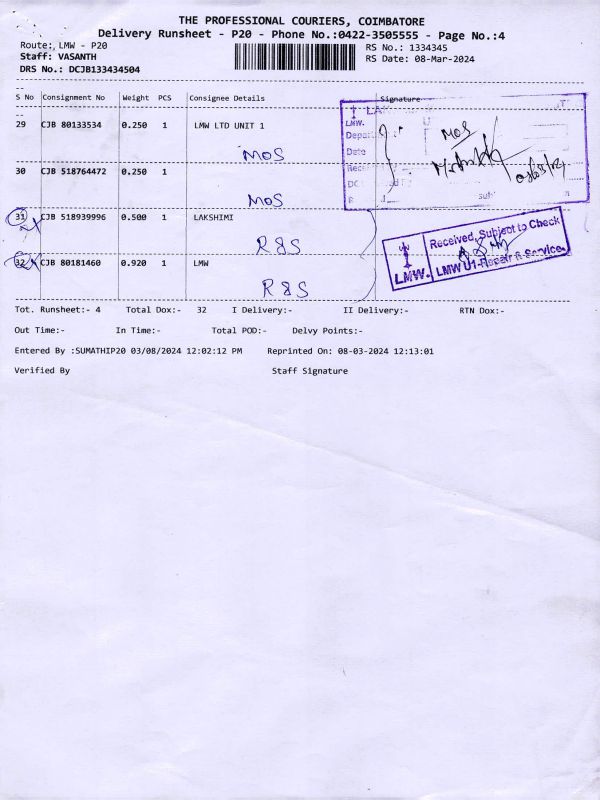 THE PROFESSIONAL COURIERS, COIMBATORE
Delivery Runsheet - P20 - Phone No.:0422-3505555 - Page No.:4
Route:, LMW - P20
RS No.: 1334345
Staff: VASANTH
RS Date: 08-Mar-2024
DRS No.: DCJB133434504
S No Consignment No Weight PCS Consignee Details Signature
29 CJB 80133534 0.250 1 LMW LTD UNIT 1
MOS
30 CJB 518764472 0.250 1
MOS
31 CJB 518939996 0.500 1 LAKSHIMI
R&S
32 CJB 80181460 0.920 1 LMW
R&S
LMW.
Date
MOS
Received, Subject to Check
LMW. LMW U1-Repair & Service.
Tot. Runsheet:- 4 Total Dox:- 32 I Delivery:- II Delivery:- RTN Dox:-
Out Time:- In Time:- Total POD:- Delvy Points:-
Entered By :SUMATHIP20 03/08/2024 12:02:12 PM Reprinted On: 08-03-2024 12:13:01
Verified By Staff Signature